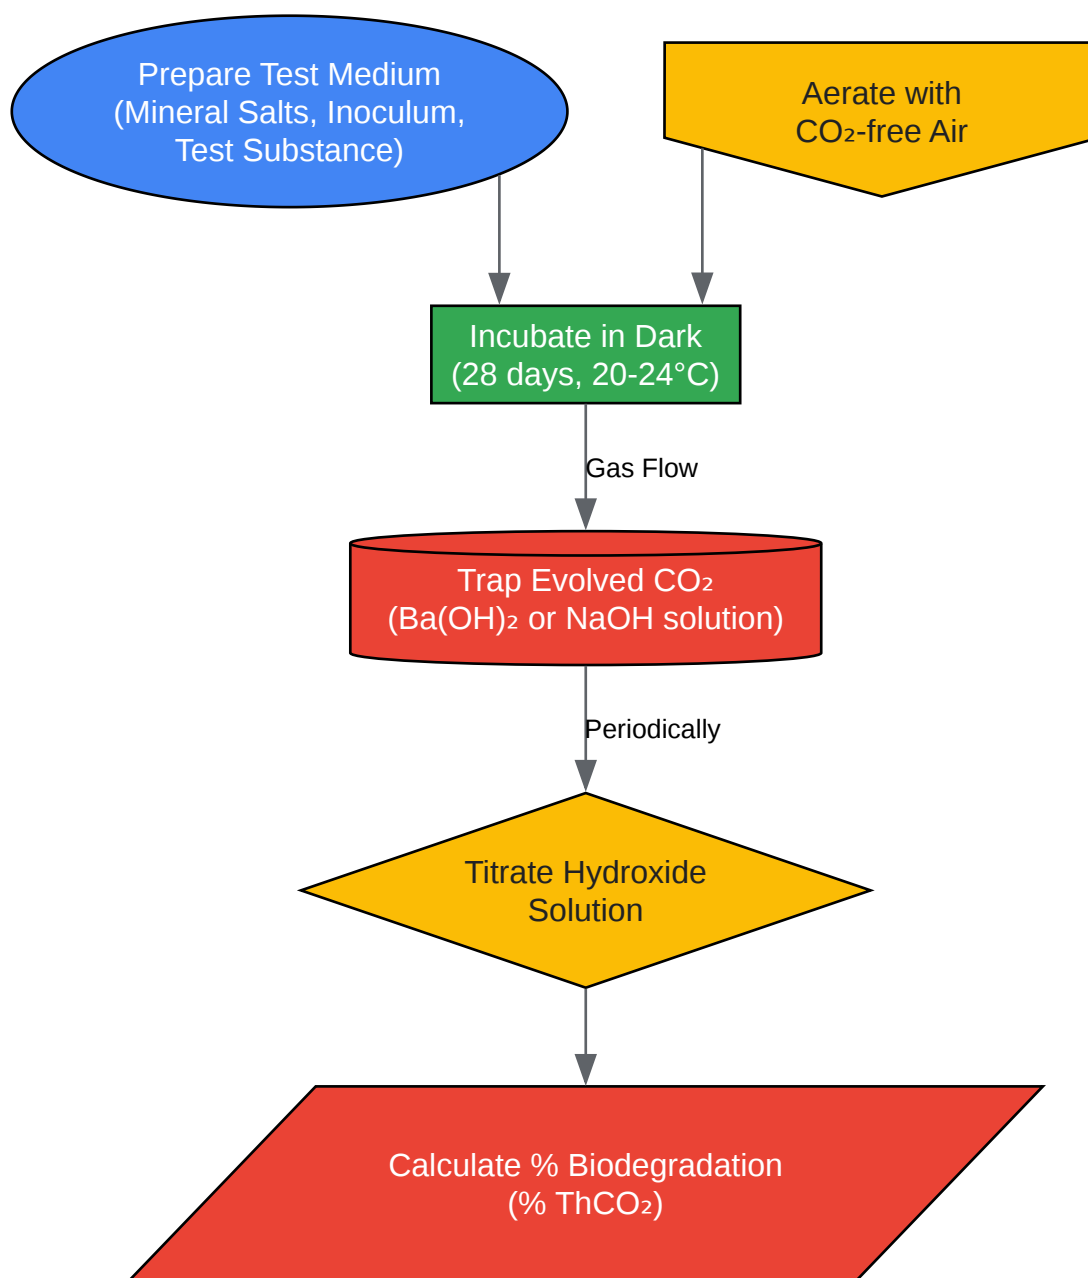 Prepare Test Medium
(Mineral Salts, Inoculum,
Test Substance)
Aerate with
CO₂-free Air
Incubate in Dark
(28 days, 20-24°C)
Gas Flow
Trap Evolved CO₂
(Ba(OH)₂ or NaOH solution)
Periodically
Titrate Hydroxide
Solution
Calculate % Biodegradation
(% ThCO₂)